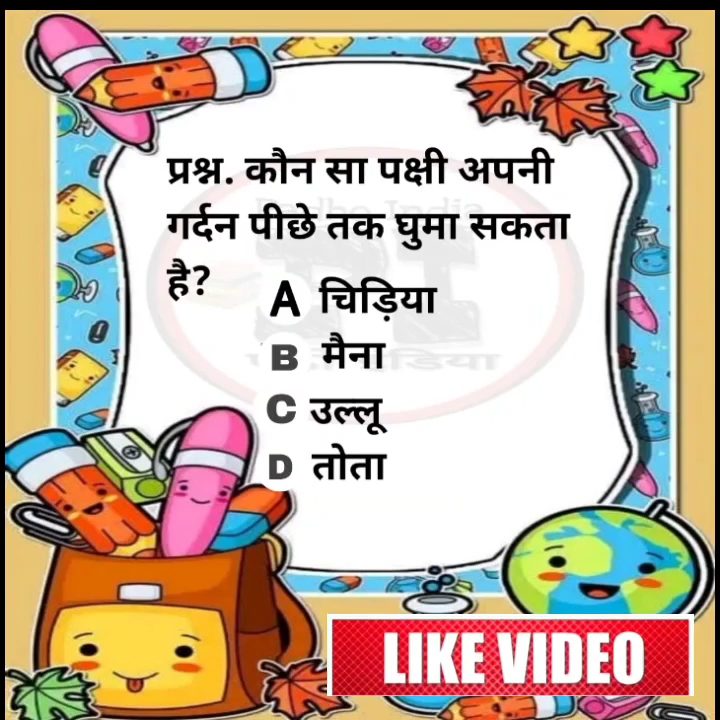 प्रश्न. कौन सा पक्षी अपनी
गर्दन पीछे तक घुमा सकता
है?
A चिड़िया
B मैना
C उल्लू
D तोता
LIKE VIDEO